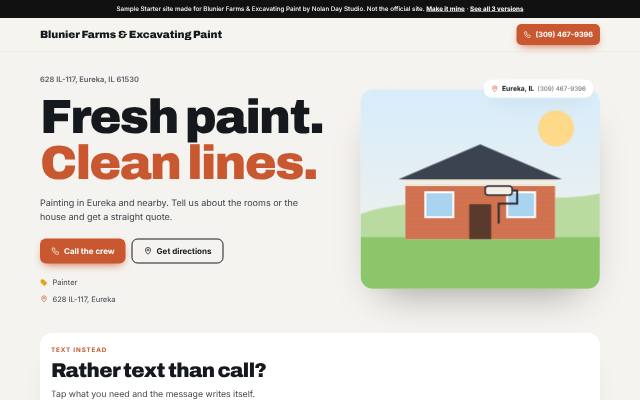 Sample Starter site made for Blunier Farms & Excavating Paint by Nolan Day Studio. Not the official site. Make it mine · See all 3 versions
Blunier Farms & Excavating Paint
(309) 467-9396
628 IL-117, Eureka, IL 61530
Eureka, IL (309) 467-9396
Fresh paint.
Clean lines.
Painting in Eureka and nearby. Tell us about the rooms or the
house and get a straight quote.
Call the crew
Get directions
Painter
628 IL-117, Eureka
TEXT INSTEAD
Rather text than call?
Tap what you need and the message writes itself.